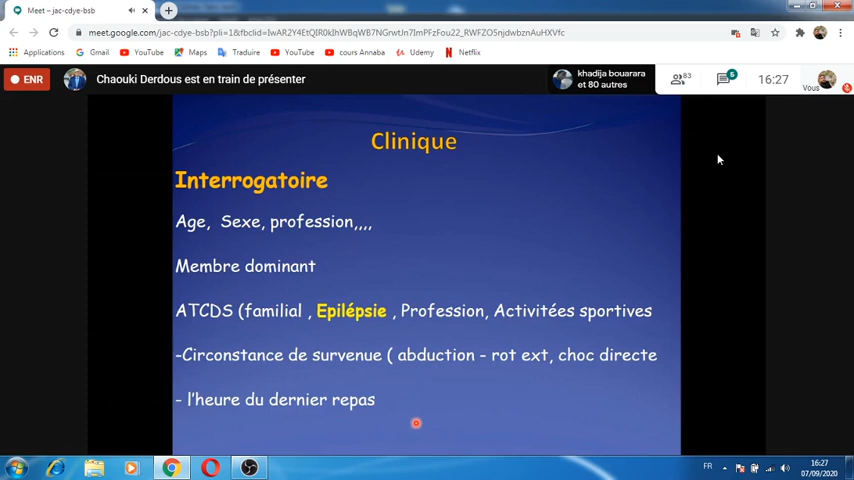 Meet – jac-cdye-bsb
meet.google.com/jac-cdye-bsb?pli=1&fbclid=IwAR2Y4EtQIR0kIhWBqWB7NGrwtUn7ImPFzFou22_RWFZO5njdwbznAuHXVfc
Applications Gmail YouTube Maps Traduire YouTube cours Annaba Udemy Netflix
ENR Chaouki Derdous est en train de présenter
khadija bouarara
et 80 autres
83
5
16:27
Vous
Clinique
Interrogatoire
Age, Sexe, profession,,,,
Membre dominant
ATCDS (familial , Epilépsie , Profession, Activitées sportives
-Circonstance de survenue ( abduction - rot ext, choc directe
- l'heure du dernier repas
FR
16:27
07/09/2020